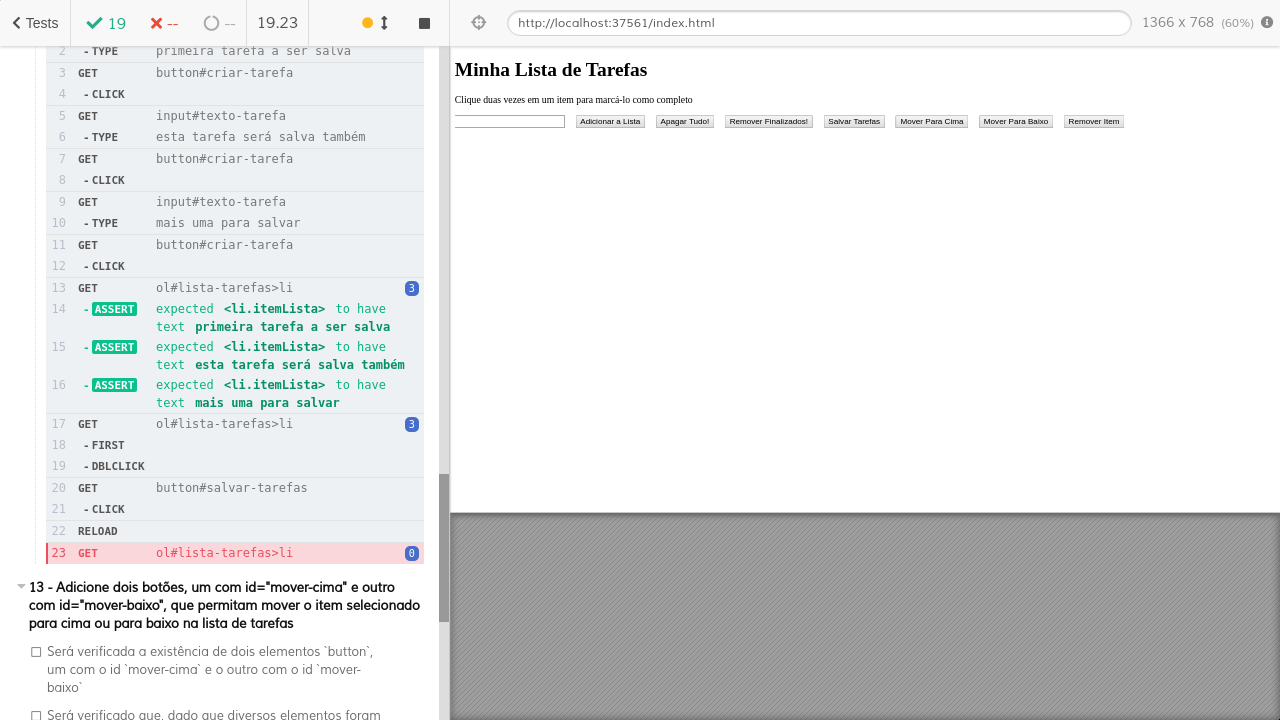 Tests
19
--
--
19.23
http://localhost:37561/index.html
1366 x 768 (60%)
2 - TYPE primeira tarefa a ser salva
3 GET button#criar-tarefa
4 - CLICK
5 GET input#texto-tarefa
6 - TYPE esta tarefa será salva também
7 GET button#criar-tarefa
8 - CLICK
9 GET input#texto-tarefa
10 - TYPE mais uma para salvar
11 GET button#criar-tarefa
12 - CLICK
13 GET ol#lista-tarefas>li 3
14 - ASSERT expected <li.itemLista> to have
text primeira tarefa a ser salva
15 - ASSERT expected <li.itemLista> to have
text esta tarefa será salva também
16 - ASSERT expected <li.itemLista> to have
text mais uma para salvar
17 GET ol#lista-tarefas>li 3
18 - FIRST
19 - DBLCLICK
20 GET button#salvar-tarefas
21 - CLICK
22 RELOAD
23 GET ol#lista-tarefas>li 0
13 - Adicione dois botões, um com id="mover-cima" e outro
com id="mover-baixo", que permitam mover o item selecionado
para cima ou para baixo na lista de tarefas
Será verificada a existência de dois elementos `button`,
um com o id `mover-cima` e o outro com o id `mover-
baixo`
Será verificado que, dado que diversos elementos foram
Minha Lista de Tarefas
Clique duas vezes em um item para marcá-lo como completo
Adicionar a Lista
Apagar Tudo!
Remover Finalizados!
Salvar Tarefas
Mover Para Cima
Mover Para Baixo
Remover Item